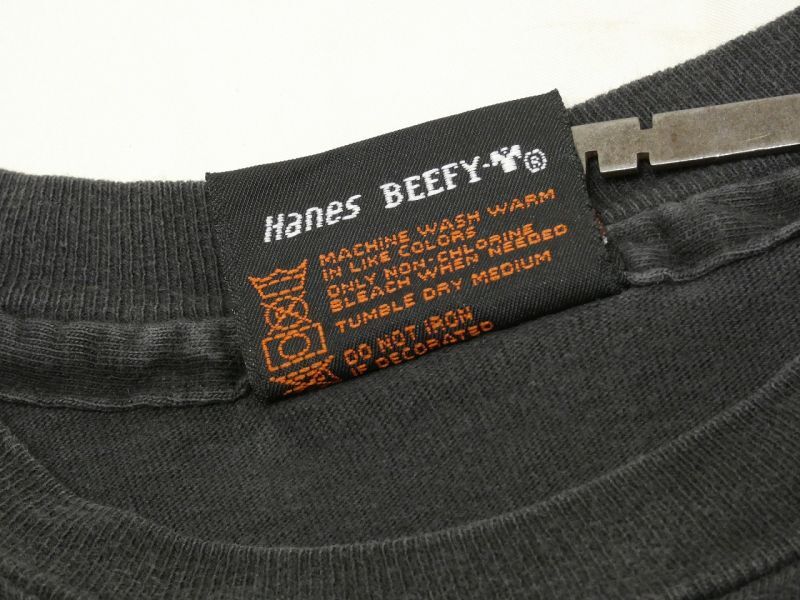 Hanes BEEFY-T®
MACHINE WASH WARM
IN LIKE COLORS
ONLY NON-CHLORINE
BLEACH WHEN NEEDED
TUMBLE DRY MEDIUM
DO NOT IRON
IF DECORATED